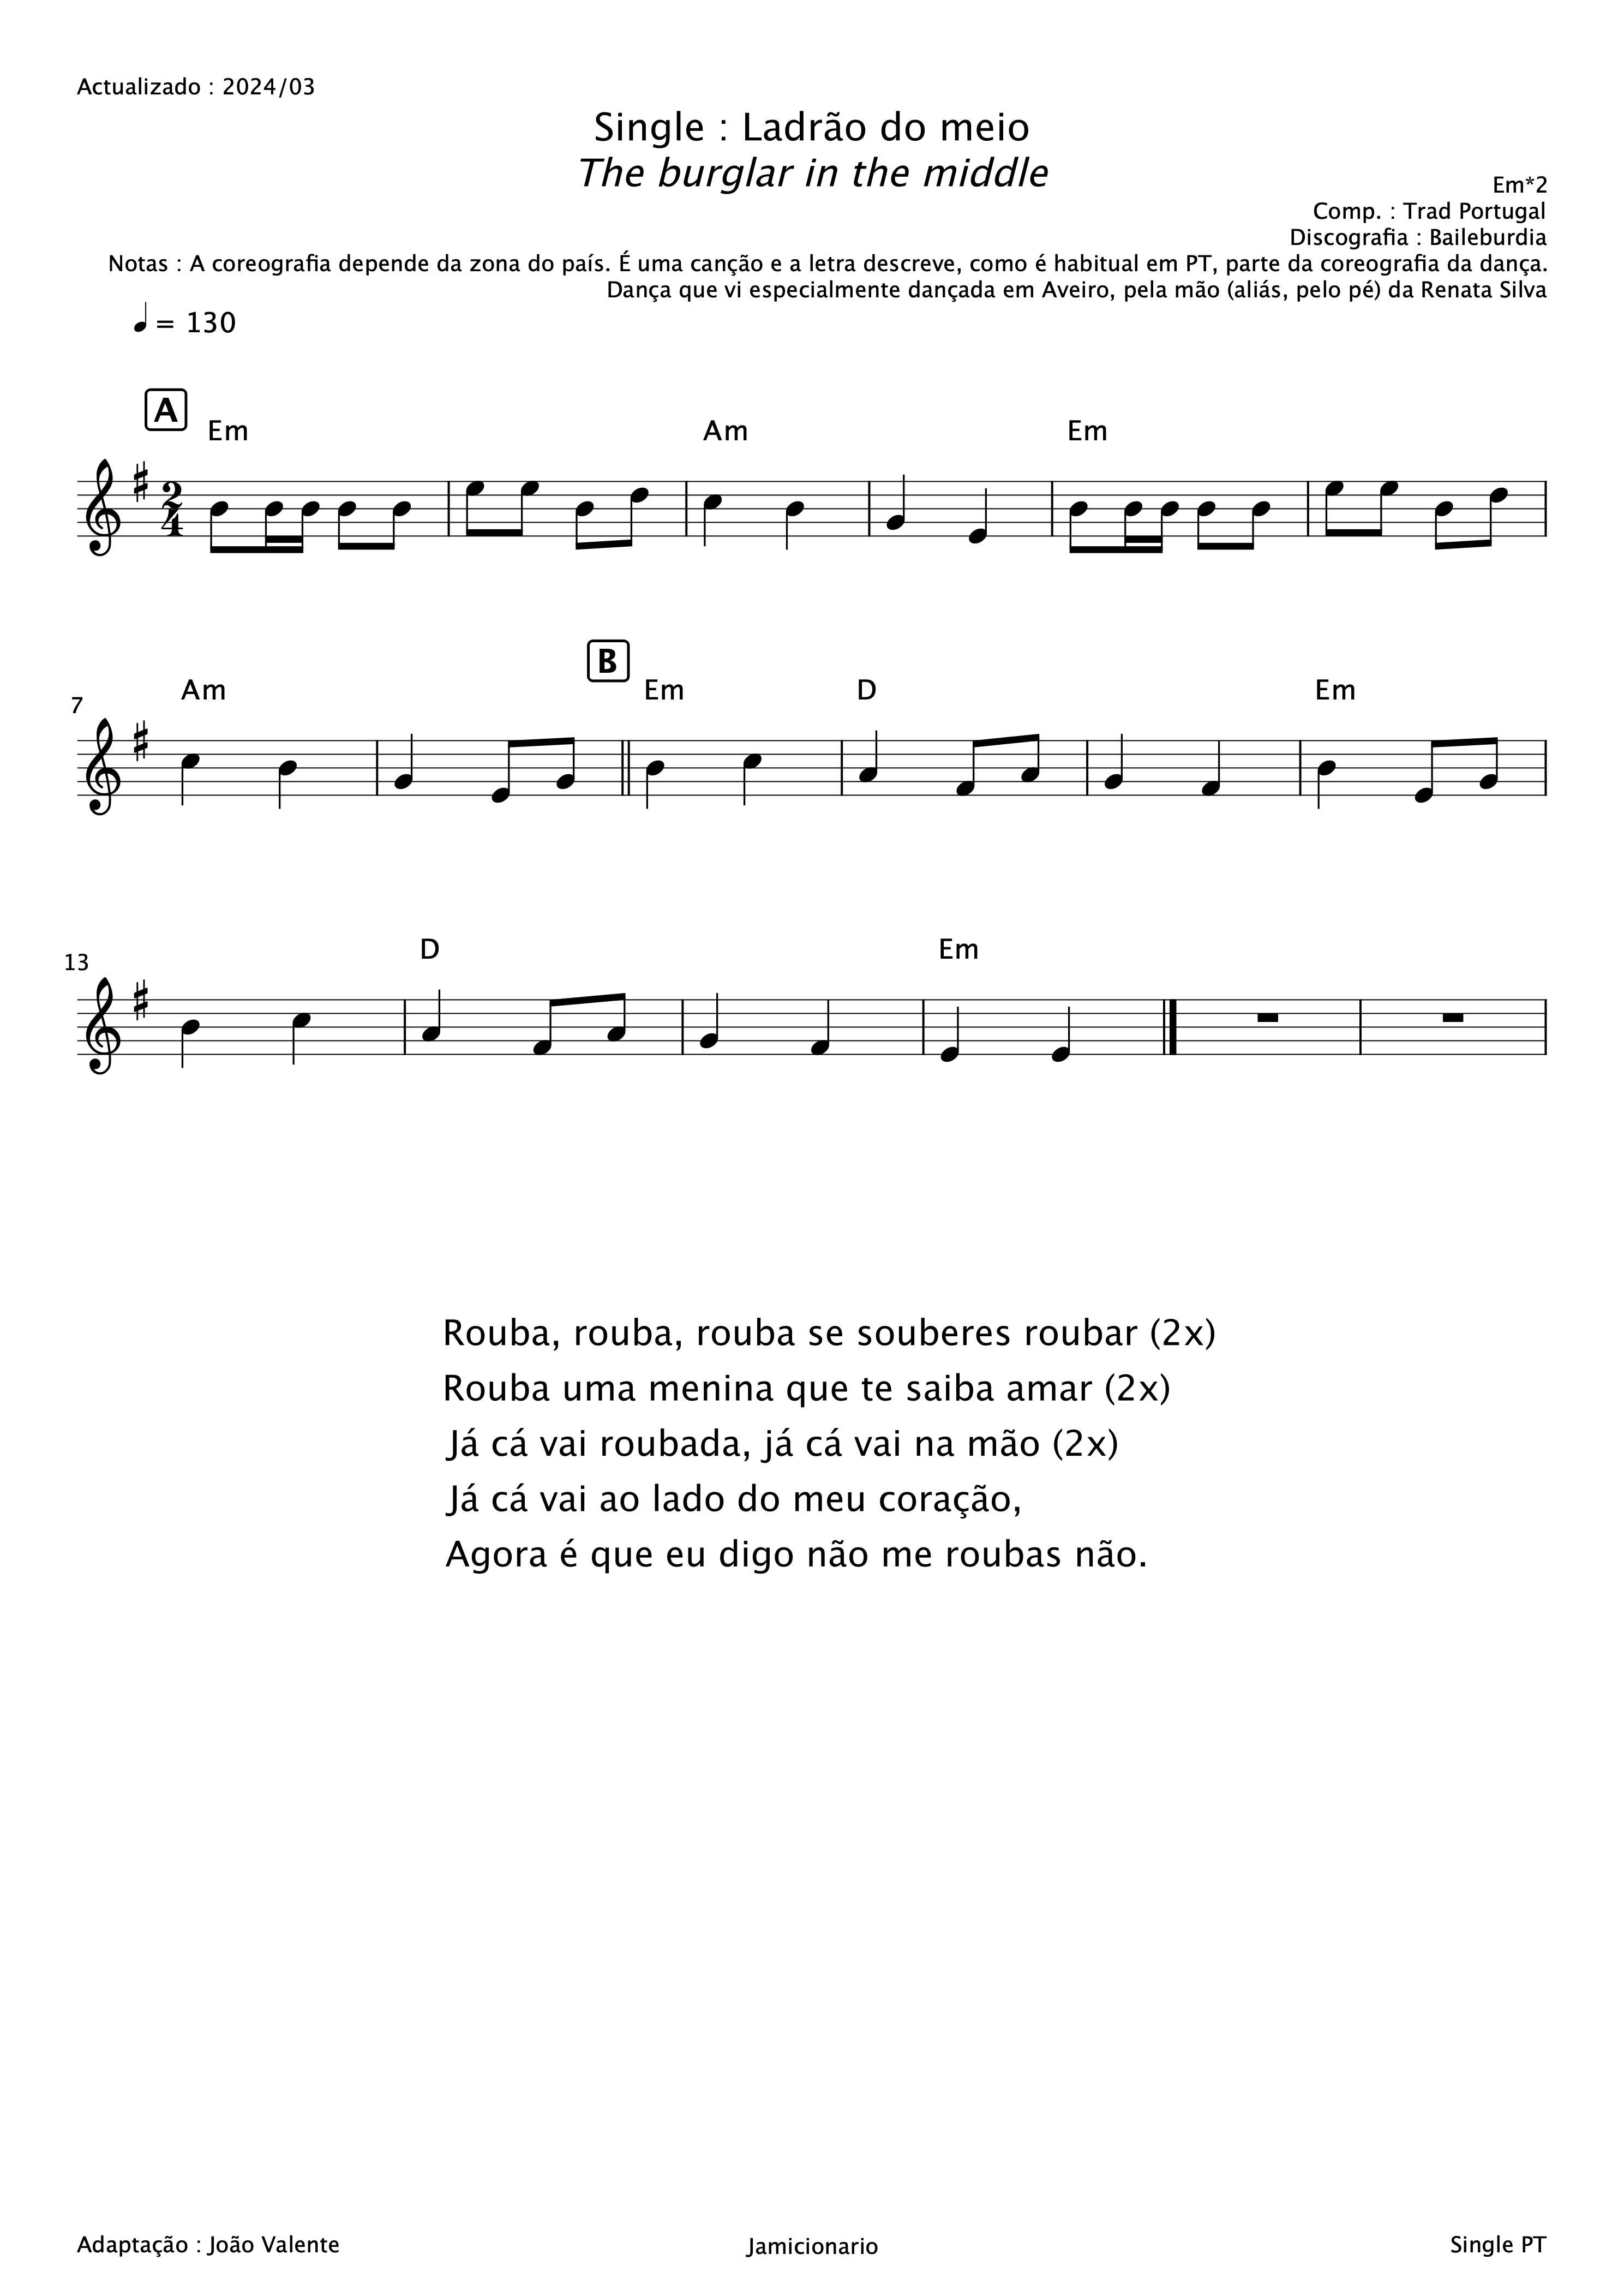 Actualizado : 2024/03
Single : Ladrão do meio
The burglar in the middle
Em*2
Comp. : Trad Portugal
Discografia : Baileburdia
Notas : A coreografia depende da zona do país. É uma canção e a letra descreve, como é habitual em PT, parte da coreografia da dança.
Dança que vi especialmente dançada em Aveiro, pela mão (aliás, pelo pé) da Renata Silva
= 130
A
Em Am Em
2
4
B
7 Am Em D Em
13 D Em
Rouba, rouba, rouba se souberes roubar (2x)
Rouba uma menina que te saiba amar (2x)
Já cá vai roubada, já cá vai na mão (2x)
Já cá vai ao lado do meu coração,
Agora é que eu digo não me roubas não.
Adaptação : João Valente
Jamicionario
Single PT